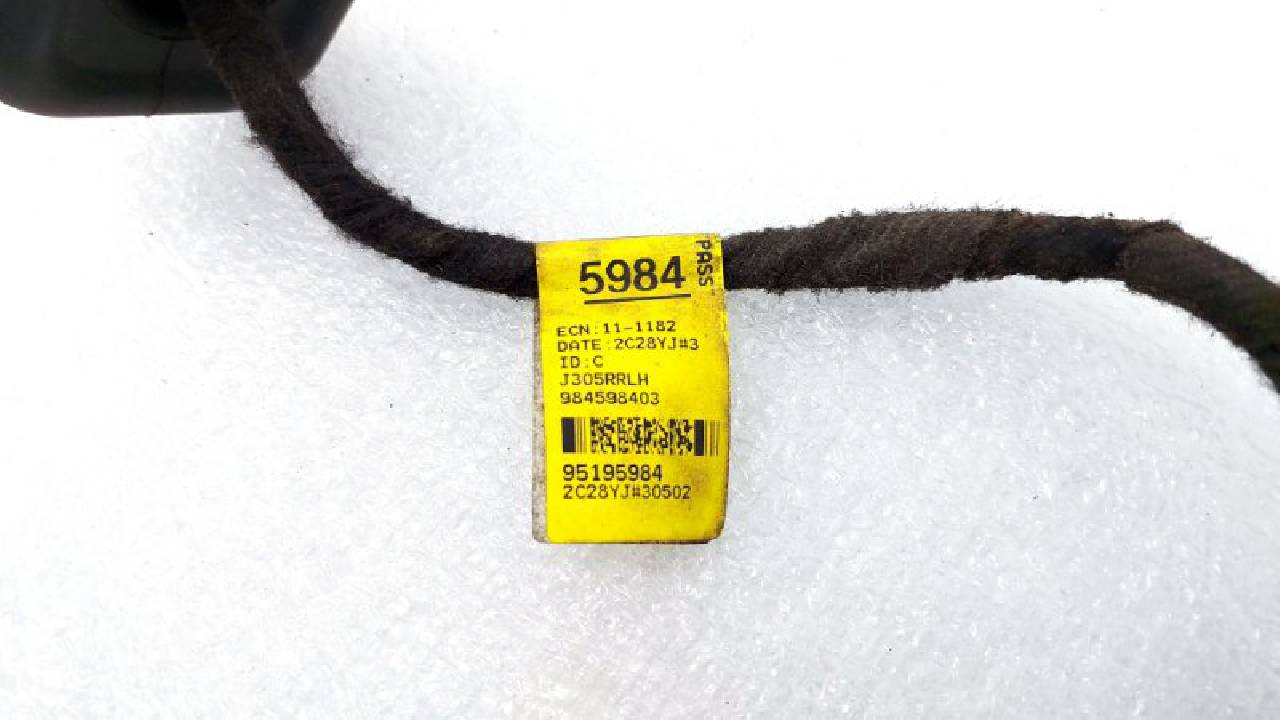 5984
PASS
ECN:11-1182
DATE:2C28YJ#3
ID:C
J305RRLH
984598403
95195984
2C28YJ#30502